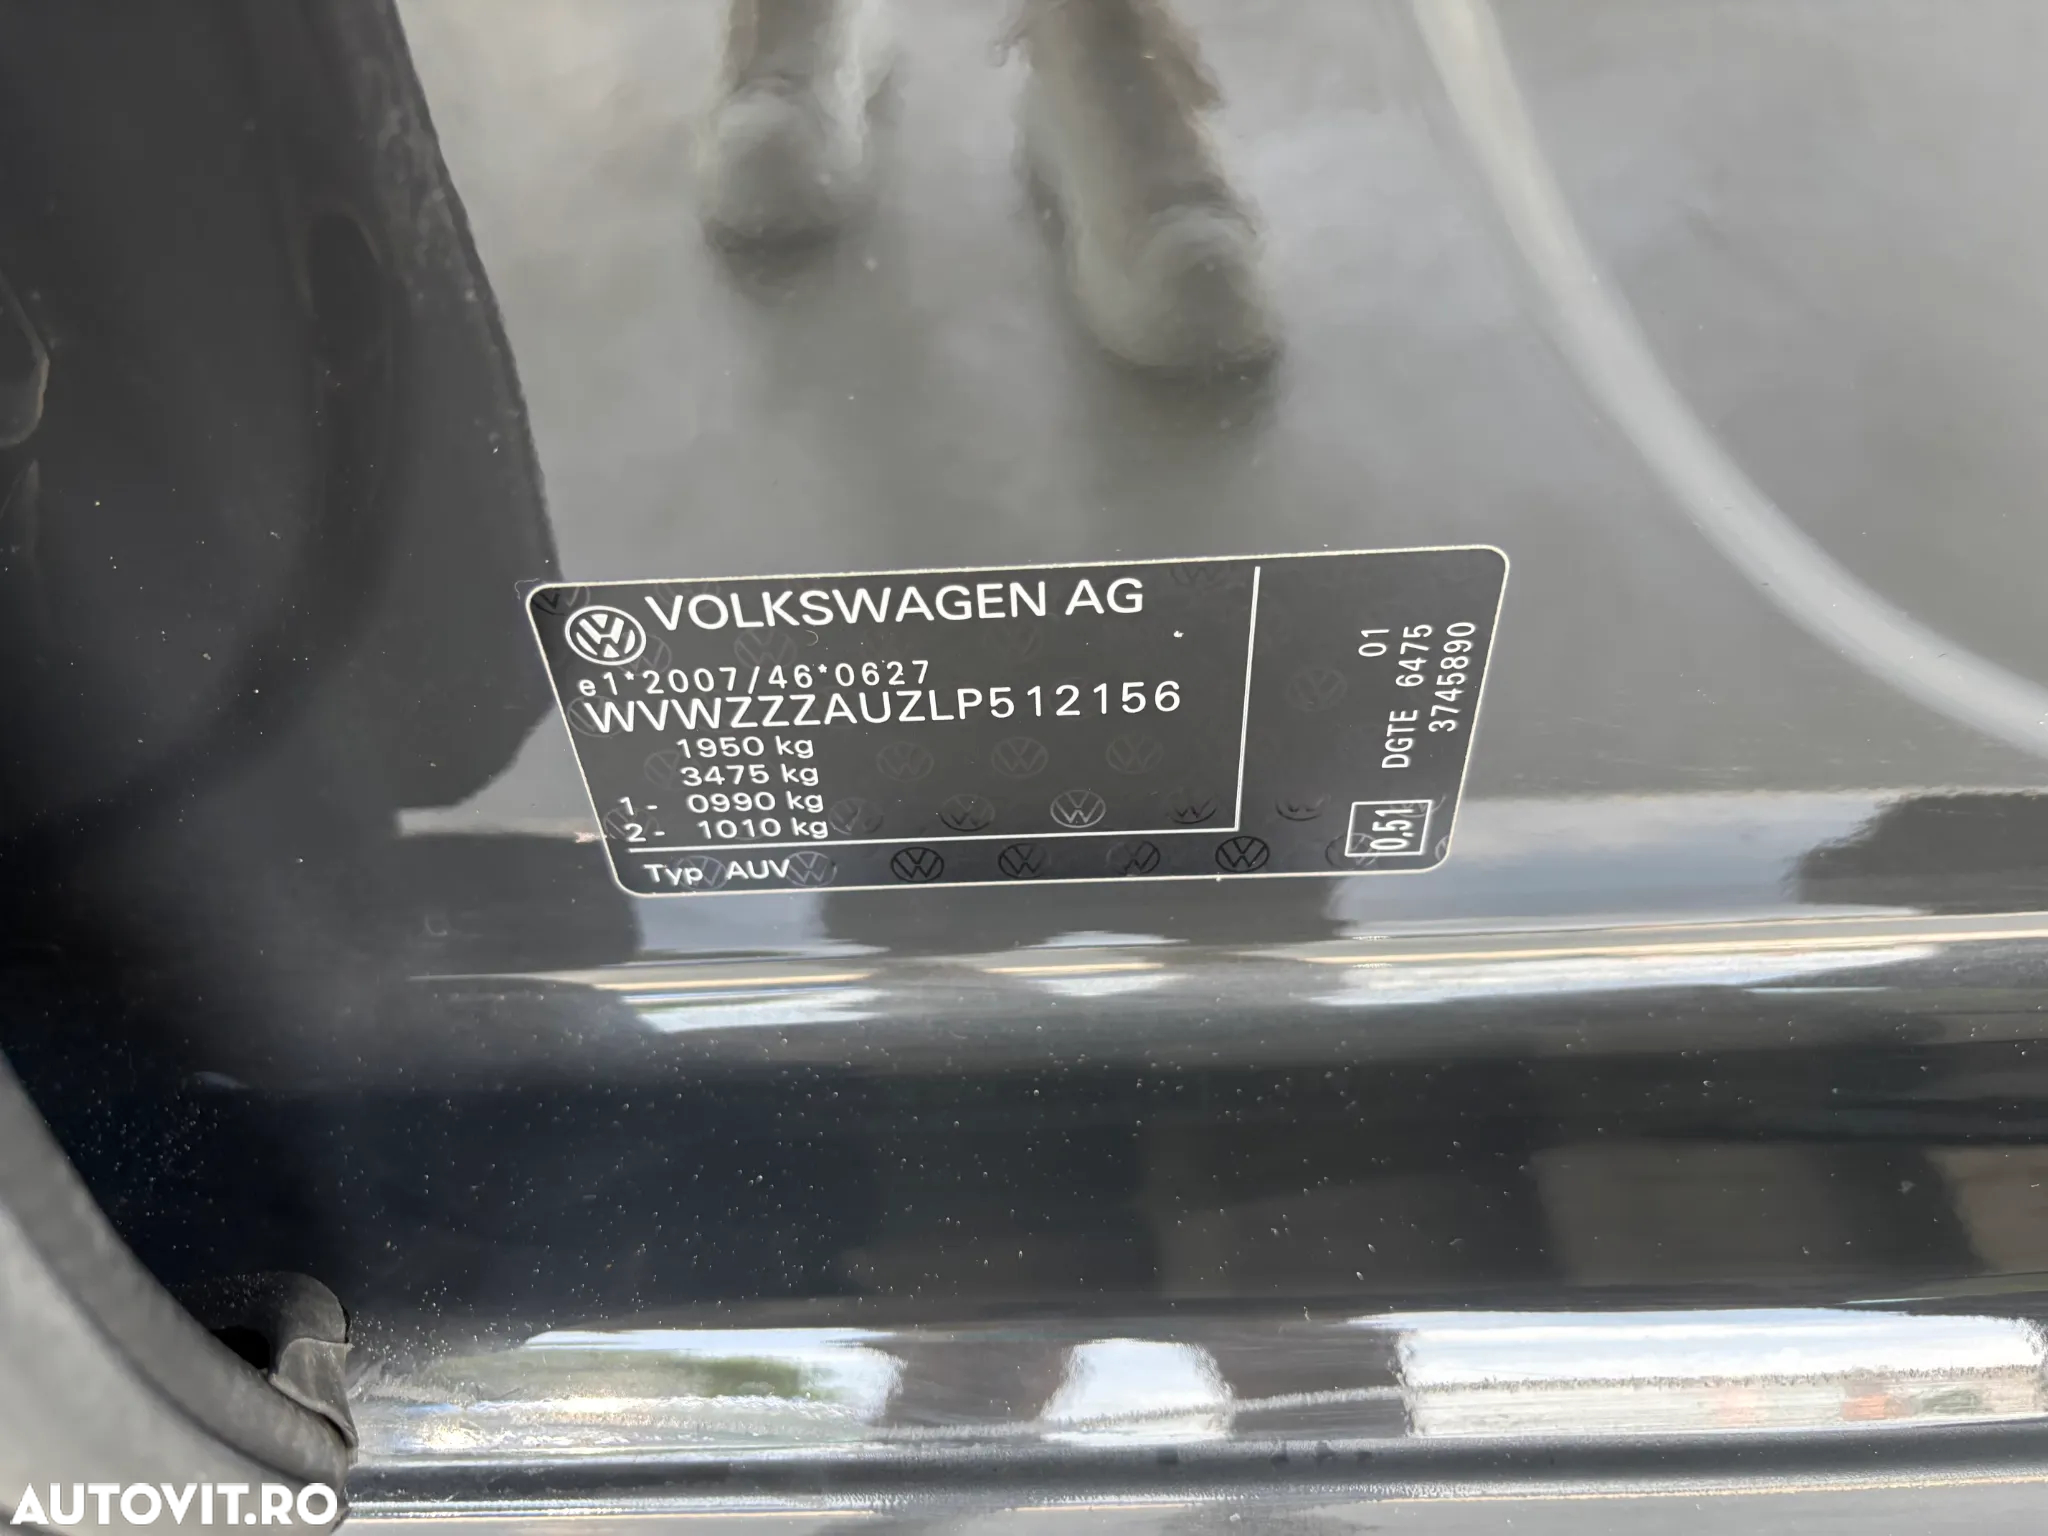 VOLKSWAGEN AG
e1*2007/46*0627
WVWZZZAUZLP512156
1950 kg
3475 kg
1- 0990 kg
2- 1010 kg
Typ AUV
01
DGTE 6475
3745890
0,51
AUTOVIT.RO